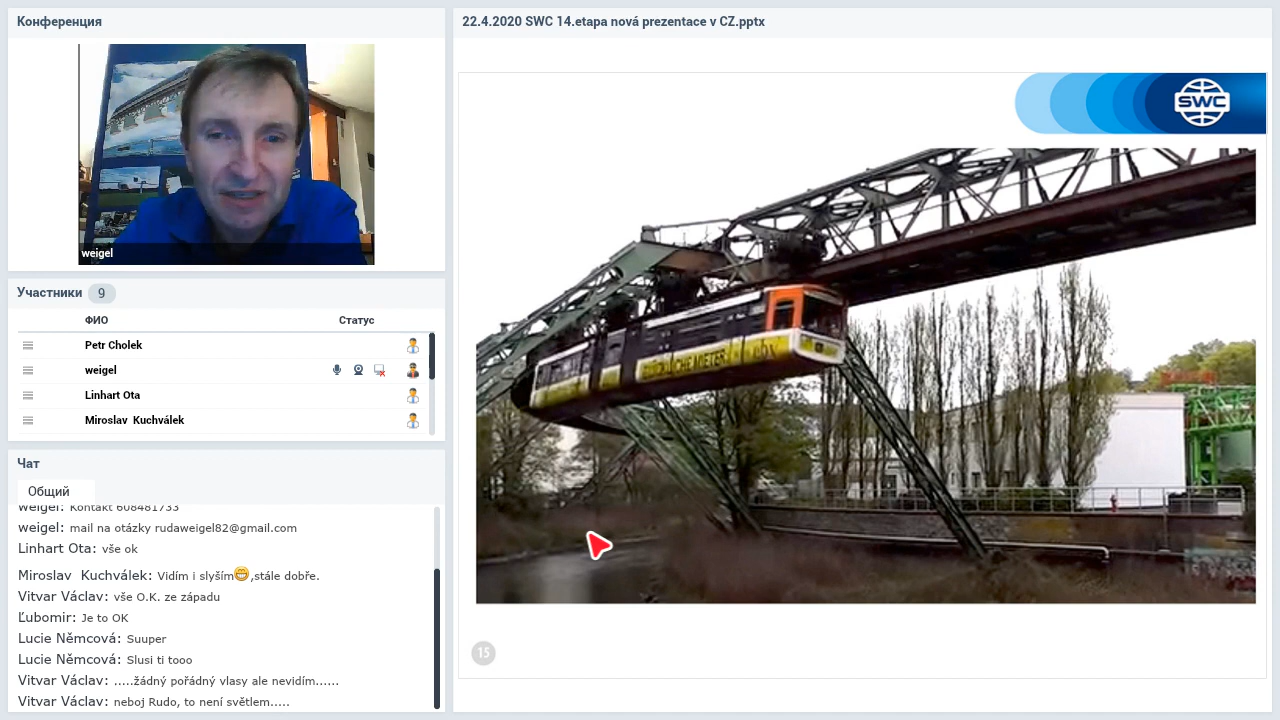 Конференция
weigel
Участники 9
ФИО Статус
Petr Cholek
weigel
Linhart Ota
Miroslav Kuchválek
Чат
Общий
weigel: Kontakt 608481733
weigel: mail na otázky rudaweigel82@gmail.com
Linhart Ota: vše ok
Miroslav Kuchválek: Vidím i slyším😁,stále dobře.
Vitvar Václav: vše O.K. ze západu
Ľubomir: Je to OK
Lucie Němcová: Suuper
Lucie Němcová: Slusi ti tooo
Vitvar Václav: .....žádný pořádný vlasy ale nevidím......
Vitvar Václav: neboj Rudo, to není světlem.....
22.4.2020 SWC 14.etapa nová prezentace v CZ.pptx
SWC
15